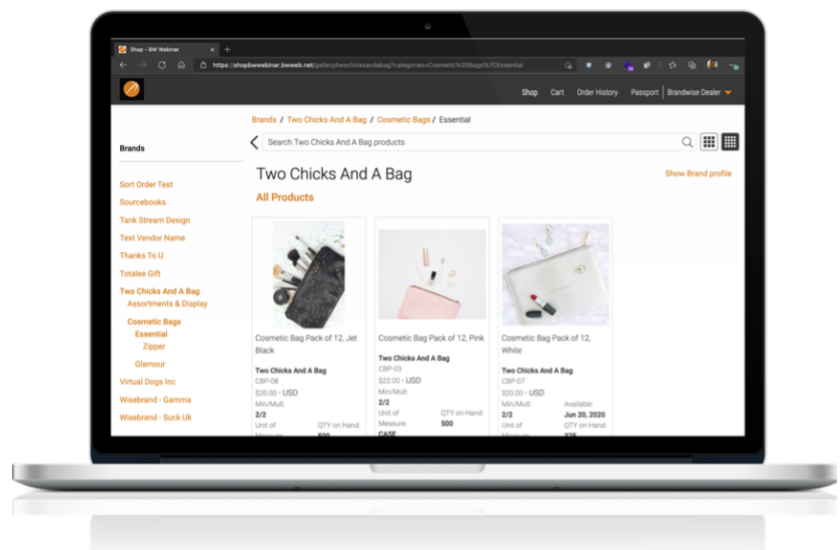 Shop - BW Webinar
https://shopbwwebinar.bwweb.net/gallery/twochicksandabag?categories=Cosmetic%20Bags%7CEssential
Shop Cart Order History Passport Brandwise Dealer
Brands / Two Chicks And A Bag / Cosmetic Bags / Essential
Search Two Chicks And A Bag products
Brands
Sort Order Test
Sourcebooks
Tank Stream Design
Test Vendor Name
Thanks To U
Totalee Gift
Two Chicks And A Bag
Assortments & Display
Cosmetic Bags
Essential
Zipper
Glamour
Virtual Dogs Inc
Wisebrand - Gamma
Wisebrand - Suck Uk
Two Chicks And A Bag
Show Brand profile
All Products
Cosmetic Bag Pack of 12, Jet
Black
Two Chicks And A Bag
CBP-08
$20.00 - USD
Min/Mult:
2/2
Unit of QTY on Hand:
Measure: 500
Cosmetic Bag Pack of 12, Pink
Two Chicks And A Bag
CBP-03
$22.00 - USD
Min/Mult:
2/2
Unit of QTY on Hand:
Measure: 500
CASE
Cosmetic Bag Pack of 12,
White
Two Chicks And A Bag
CBP-07
$20.00 - USD
Min/Mult: Available:
2/2 Jun 20, 2020
Unit of QTY on Hand:
Measure: 375